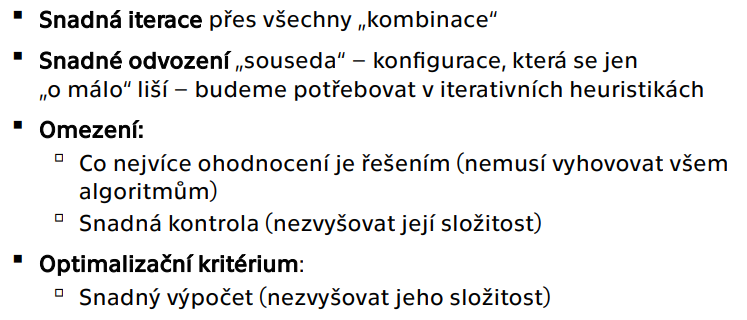 Snadná iterace přes všechny „kombinace“
Snadné odvození „souseda“ – konfigurace, která se jen
„o málo“ liší – budeme potřebovat v iterativních heuristikách
Omezení:
Co nejvíce ohodnocení je řešením (nemusí vyhovovat všem
algoritmům)
Snadná kontrola (nezvyšovat její složitost)
Optimalizační kritérium:
Snadný výpočet (nezvyšovat jeho složitost)